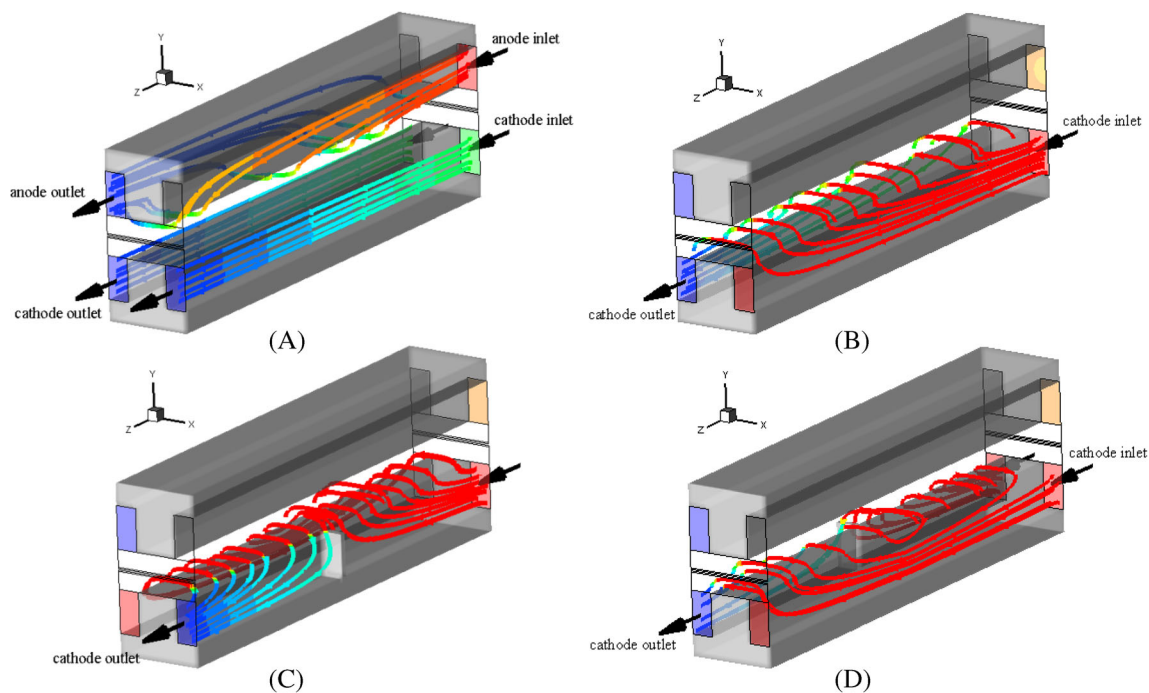 Y
Z
X
anode inlet
cathode inlet
anode outlet
cathode outlet
(A)
Y
Z
X
cathode inlet
cathode outlet
(B)
Y
Z
X
cathode outlet
(C)
Y
Z
X
cathode inlet
cathode outlet
(D)